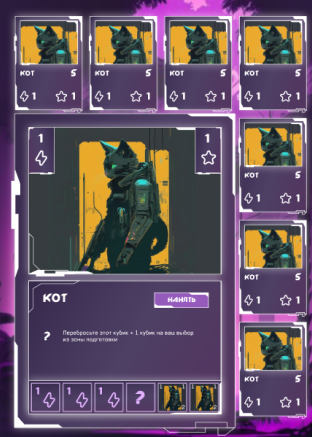 КОТ 5
1 1
КОТ 5
1 1
КОТ 5
1 1
КОТ 5
1 1
1 1
КОТ
НАНЯТЬ
? Перебросьте этот кубик + 1 кубик на ваш выбор
из зоны подготовки
1 1 1 ?
КОТ 5
1 1
КОТ 5
1 1
КОТ 5
1 1